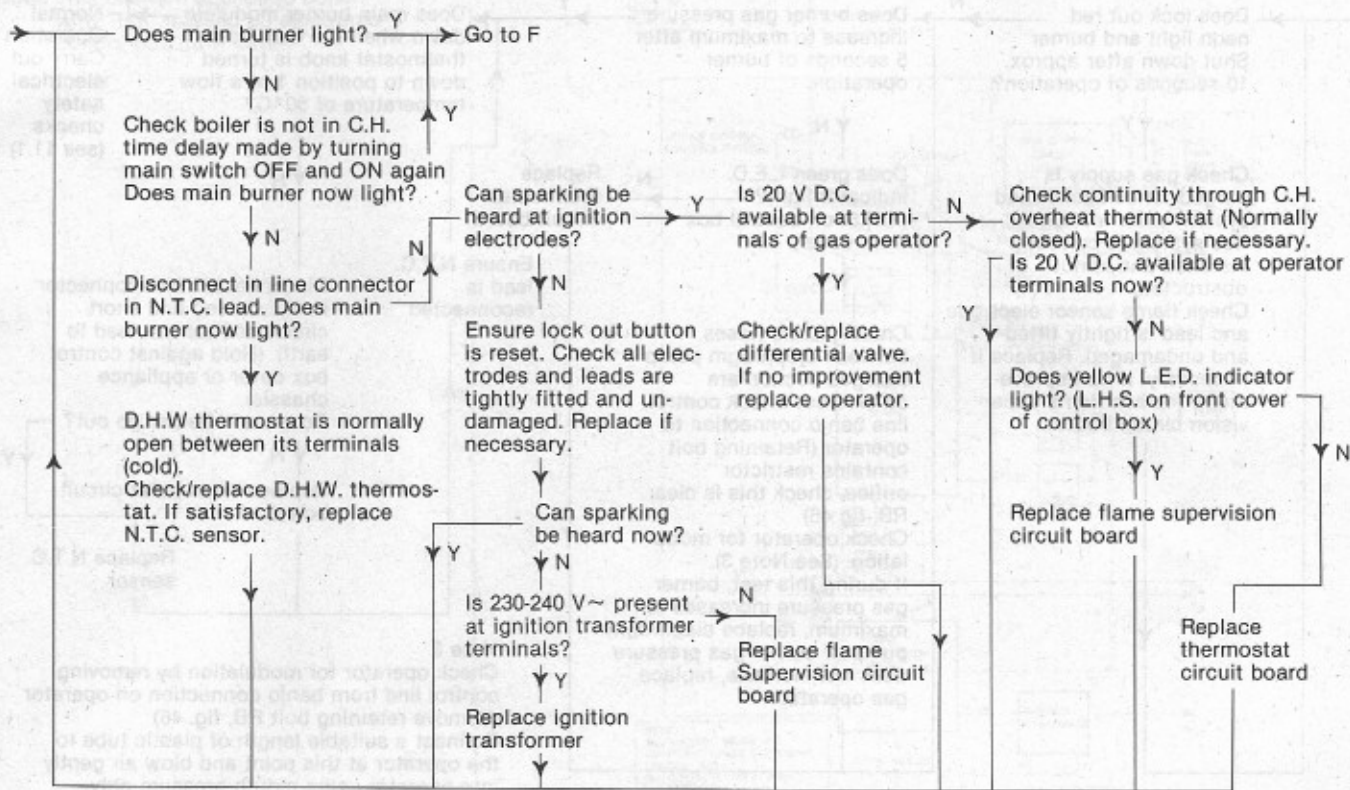 Does main burner light?
Y
Go to F
N
Check boiler is not in C.H.
time delay made by turning
main switch OFF and ON again
Does main burner now light?
Y
N
Disconnect in line connector
in N.T.C. lead. Does main
burner now light?
N
Y
D.H.W. thermostat is normally
open between its terminals
(cold).
Check/replace D.H.W. thermos-
tat. If satisfactory, replace
N.T.C. sensor.
Can sparking be
heard at ignition
electrodes?
Y
N
Ensure lock out button
is reset. Check all elec-
trodes and leads are
tightly fitted and un-
damaged. Replace if
necessary.
Can sparking
be heard now?
Y
N
Is 230-240 V~ present
at ignition transformer
terminals?
N
Y
Replace ignition
transformer
Replace flame
Supervision circuit
board
Is 20 V D.C.
available at termi-
nals of gas operator?
N
Y
Check/replace
differential valve.
If no improvement
replace operator.
Check continuity through C.H.
overheat thermostat (Normally
closed). Replace if necessary.
Is 20 V D.C. available at operator
terminals now?
Y
N
Does yellow L.E.D. indicator
light? (L.H.S. on front cover
of control box)
N
Y
Replace flame supervision
circuit board
Replace
thermostat
circuit board